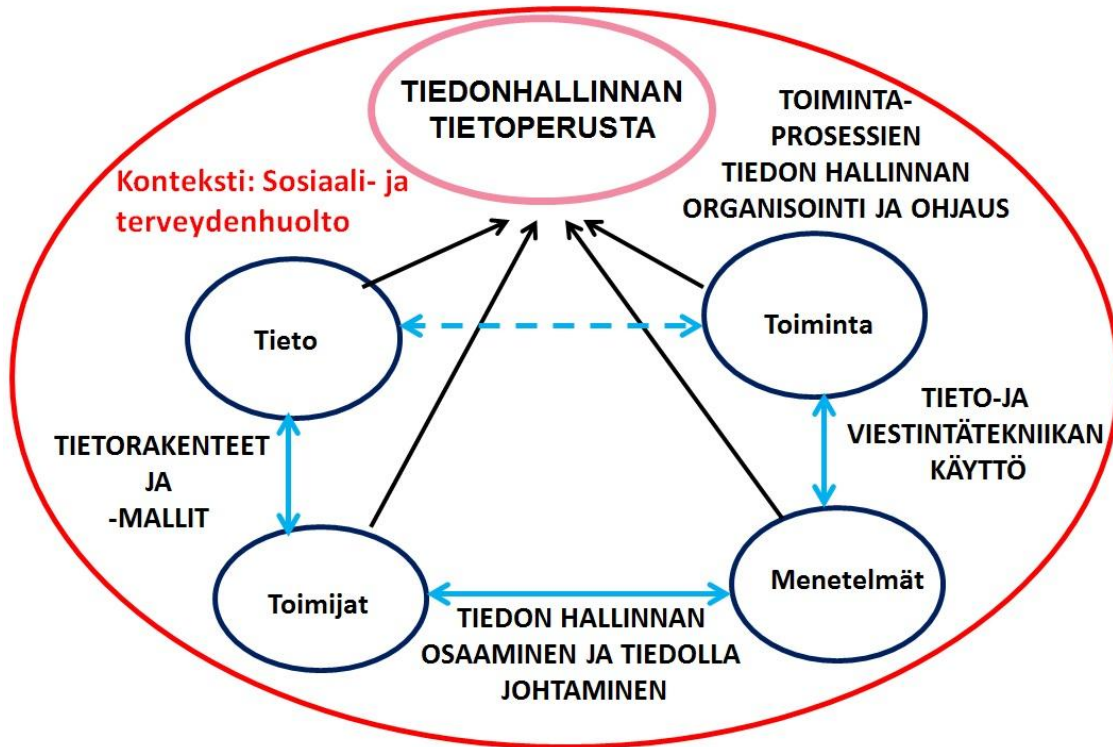 TIEDONHALLINNAN
TIETOPERUSTA
TOIMINTA-
PROSESSIEN
TIEDON HALLINNAN
ORGANISOINTI JA OHJAUS
Konteksti: Sosiaali- ja
terveydenhuolto
Tieto
Toiminta
TIETORAKENTEET
JA
-MALLIT
TIETO-JA
VIESTINTÄTEKNIIKAN
KÄYTTÖ
Toimijat
Menetelmät
TIEDON HALLINNAN
OSAAMINEN JA TIEDOLLA
JOHTAMINEN